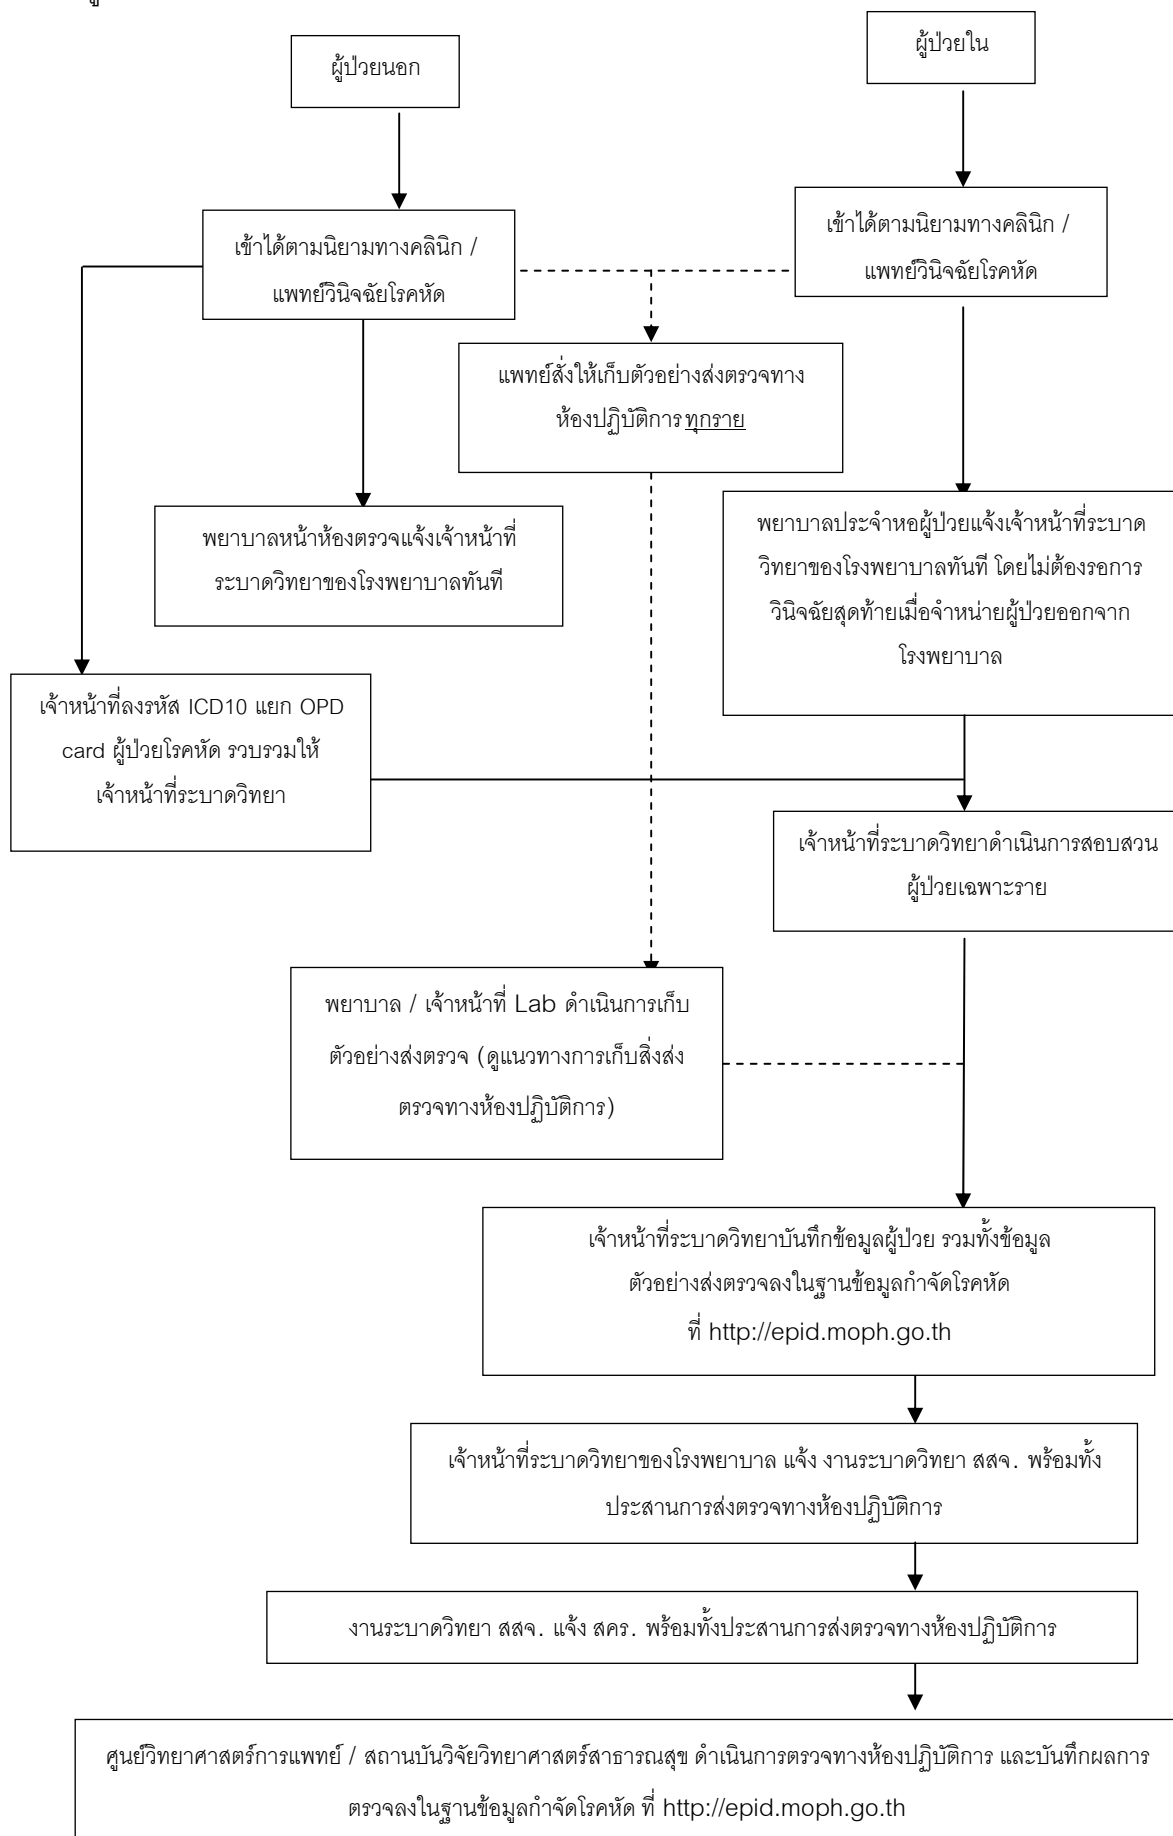 ผู้ป่วยนอก
ผู้ป่วยใน
เข้าได้ตามนิยามทางคลินิก /
แพทย์วินิจฉัยโรคหัด
เข้าได้ตามนิยามทางคลินิก /
แพทย์วินิจฉัยโรคหัด
แพทย์สั่งให้เก็บตัวอย่างส่งตรวจทาง
ห้องปฏิบัติการทุกราย
พยาบาลหน้าห้องตรวจแจ้งเจ้าหน้าที่
ระบาดวิทยาของโรงพยาบาลทันที
พยาบาลประจำหอผู้ป่วยแจ้งเจ้าหน้าที่ระบาด
วิทยาของโรงพยาบาลทันที โดยไม่ต้องรอการ
วินิจฉัยสุดท้ายเมื่อจำหน่ายผู้ป่วยออกจาก
โรงพยาบาล
เจ้าหน้าที่ลงรหัส ICD10 แยก OPD
card ผู้ป่วยโรคหัด รวบรวมให้
เจ้าหน้าที่ระบาดวิทยา
เจ้าหน้าที่ระบาดวิทยาดำเนินการสอบสวน
ผู้ป่วยเฉพาะราย
พยาบาล / เจ้าหน้าที่ Lab ดำเนินการเก็บ
ตัวอย่างส่งตรวจ (ดูแนวทางการเก็บสิ่งส่ง
ตรวจทางห้องปฏิบัติการ)
เจ้าหน้าที่ระบาดวิทยาบันทึกข้อมูลผู้ป่วย รวมทั้งข้อมูล
ตัวอย่างส่งตรวจลงในฐานข้อมูลกำจัดโรคหัด
ที่ http://epid.moph.go.th
เจ้าหน้าที่ระบาดวิทยาของโรงพยาบาล แจ้ง งานระบาดวิทยา สสจ. พร้อมทั้ง
ประสานการส่งตรวจทางห้องปฏิบัติการ
งานระบาดวิทยา สสจ. แจ้ง สคร. พร้อมทั้งประสานการส่งตรวจทางห้องปฏิบัติการ
ศูนย์วิทยาศาสตร์การแพทย์ / สถานบันวิจัยวิทยาศาสตร์สาธารณสุข ดำเนินการตรวจทางห้องปฏิบัติการ และบันทึกผลการ
ตรวจลงในฐานข้อมูลกำจัดโรคหัด ที่ http://epid.moph.go.th